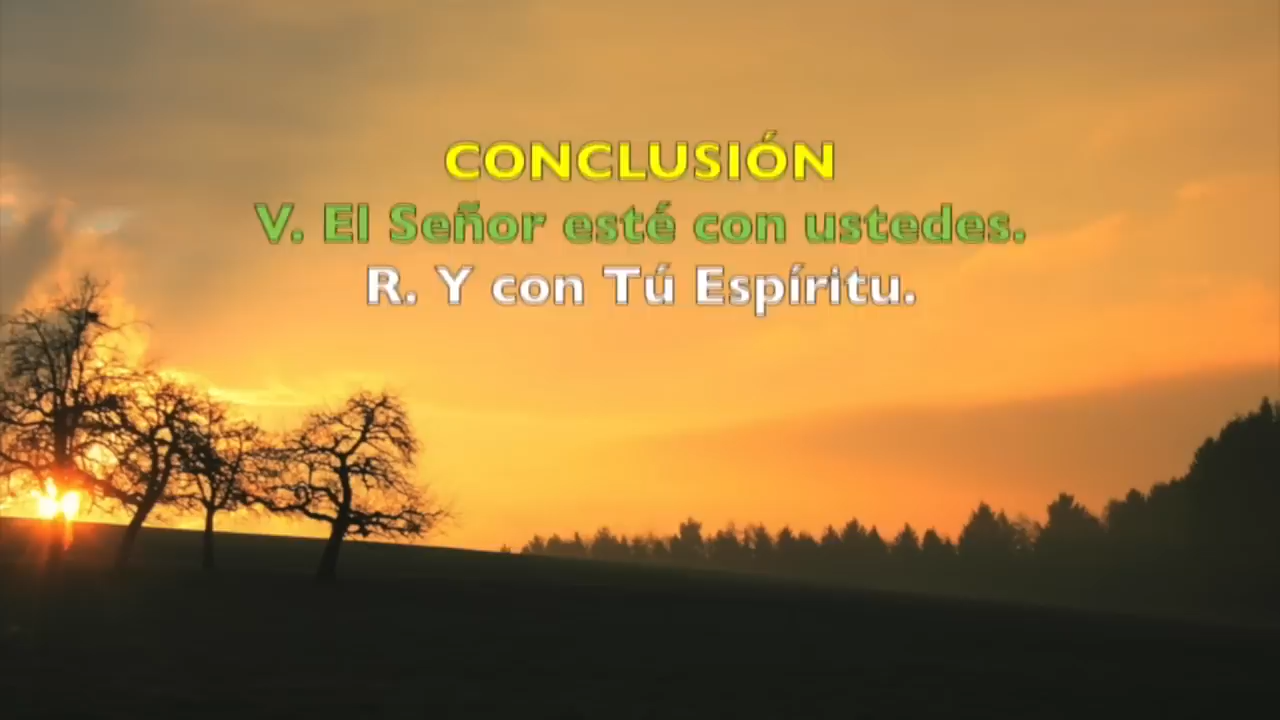 CONCLUSIÓN
V. El Señor esté con ustedes.
R. Y con Tú Espíritu.